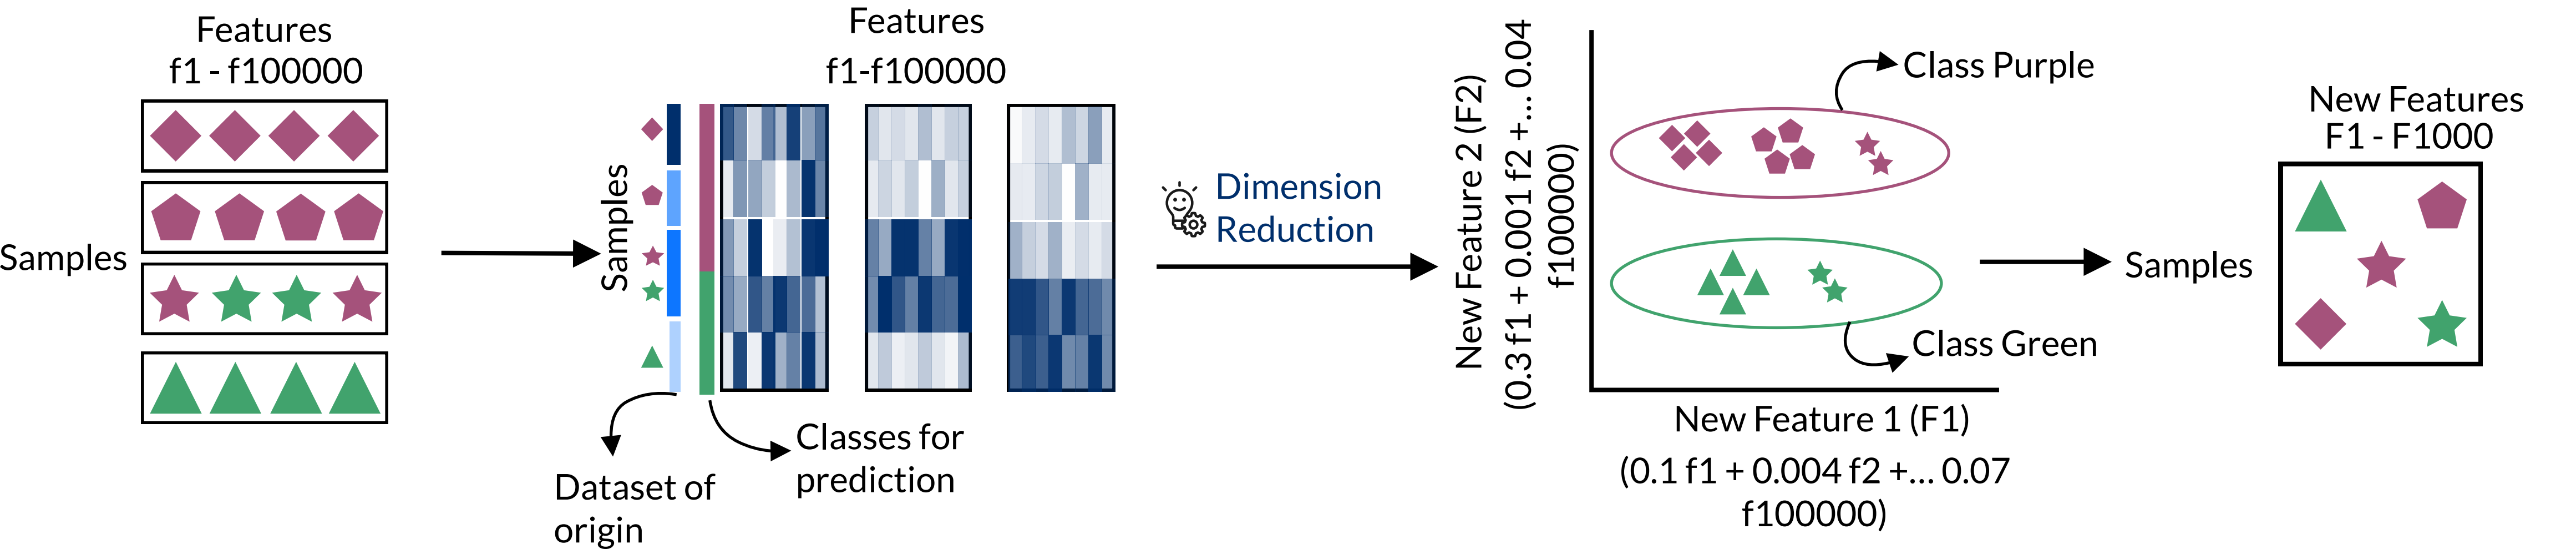 Features
f1 - f100000
Samples
Features
f1-f100000
Samples
Dataset of
origin
Classes for
prediction
Dimension
Reduction
New Feature 2 (F2)
(0.3 f1 + 0.001 f2 +... 0.04
f100000)
Class Purple
Class Green
New Feature 1 (F1)
(0.1 f1 + 0.004 f2 +... 0.07
f100000)
Samples
New Features
F1 - F1000